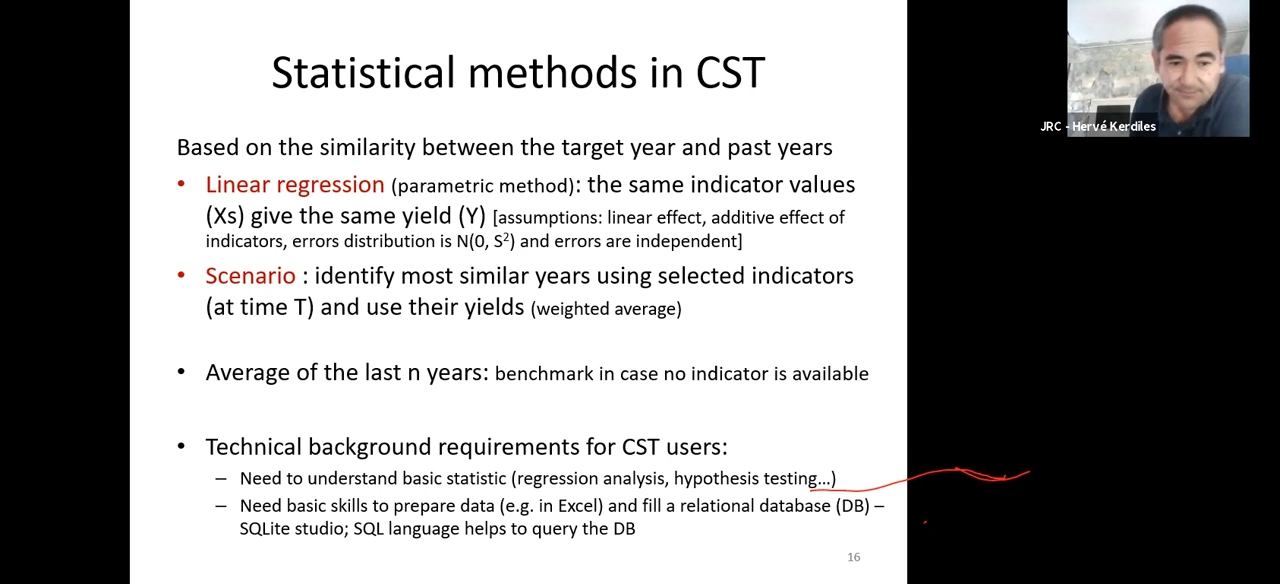 Statistical methods in CST
JRC - Hervé Kerdiles
Based on the similarity between the target year and past years
• Linear regression (parametric method): the same indicator values
(Xs) give the same yield (Y) [assumptions: linear effect, additive effect of
indicators, errors distribution is N(0, S²) and errors are independent]
• Scenario : identify most similar years using selected indicators
(at time T) and use their yields (weighted average)
• Average of the last n years: benchmark in case no indicator is available
• Technical background requirements for CST users:
– Need to understand basic statistic (regression analysis, hypothesis testing...)
– Need basic skills to prepare data (e.g. in Excel) and fill a relational database (DB) –
SQLite studio; SQL language helps to query the DB
16